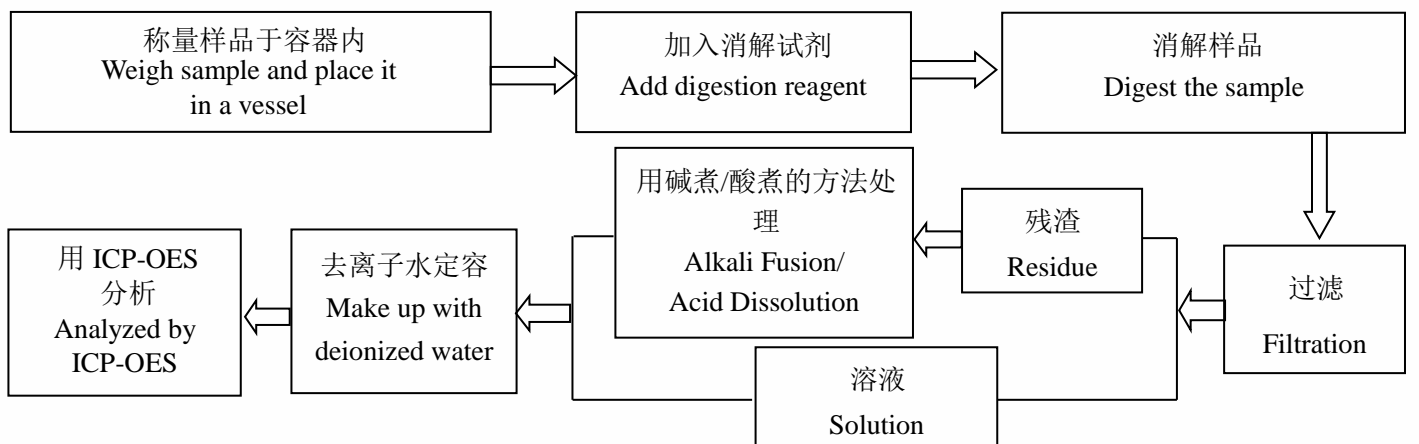 称量样品于容器内
Weigh sample and place it
in a vessel
加入消解试剂
Add digestion reagent
消解样品
Digest the sample
过滤
Filtration
残渣
Residue
用碱煮/酸煮的方法处
理
Alkali Fusion/
Acid Dissolution
溶液
Solution
去离子水定容
Make up with
deionized water
用 ICP-OES
分析
Analyzed by
ICP-OES